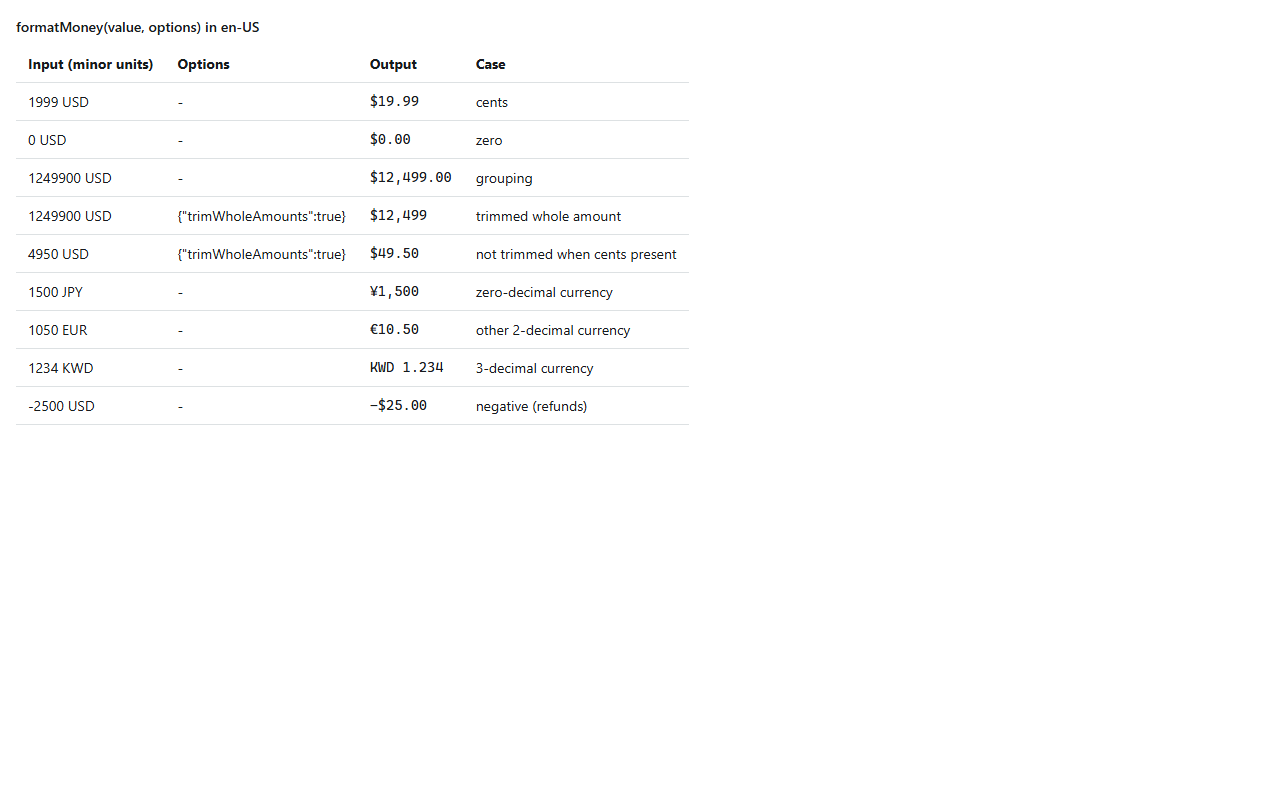 formatMoney(value, options) in en-US
Input (minor units) Options Output Case
1999 USD - $19.99 cents
0 USD - $0.00 zero
1249900 USD - $12,499.00 grouping
1249900 USD {"trimWholeAmounts":true} $12,499 trimmed whole amount
4950 USD {"trimWholeAmounts":true} $49.50 not trimmed when cents present
1500 JPY - ¥1,500 zero-decimal currency
1050 EUR - €10.50 other 2-decimal currency
1234 KWD - KWD 1.234 3-decimal currency
-2500 USD - −$25.00 negative (refunds)